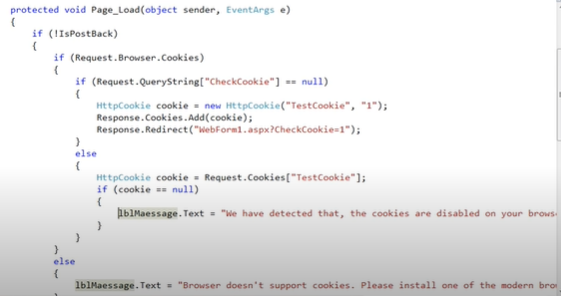 protected void Page_Load(object sender, EventArgs e)
{
if (!IsPostBack)
{
if (Request.Browser.Cookies)
{
if (Request.QueryString["CheckCookie"] == null)
{
HttpCookie cookie = new HttpCookie("TestCookie", "1");
Response.Cookies.Add(cookie);
Response.Redirect("WebForm1.aspx?CheckCookie=1");
}
else
{
HttpCookie cookie = Request.Cookies["TestCookie"];
if (cookie == null)
{
lblMaessage.Text = "We have detected that, the cookies are disabled on your brows
}
}
}
else
{
lblMaessage.Text = "Browser doesn't support cookies. Please install one of the modern bro
}